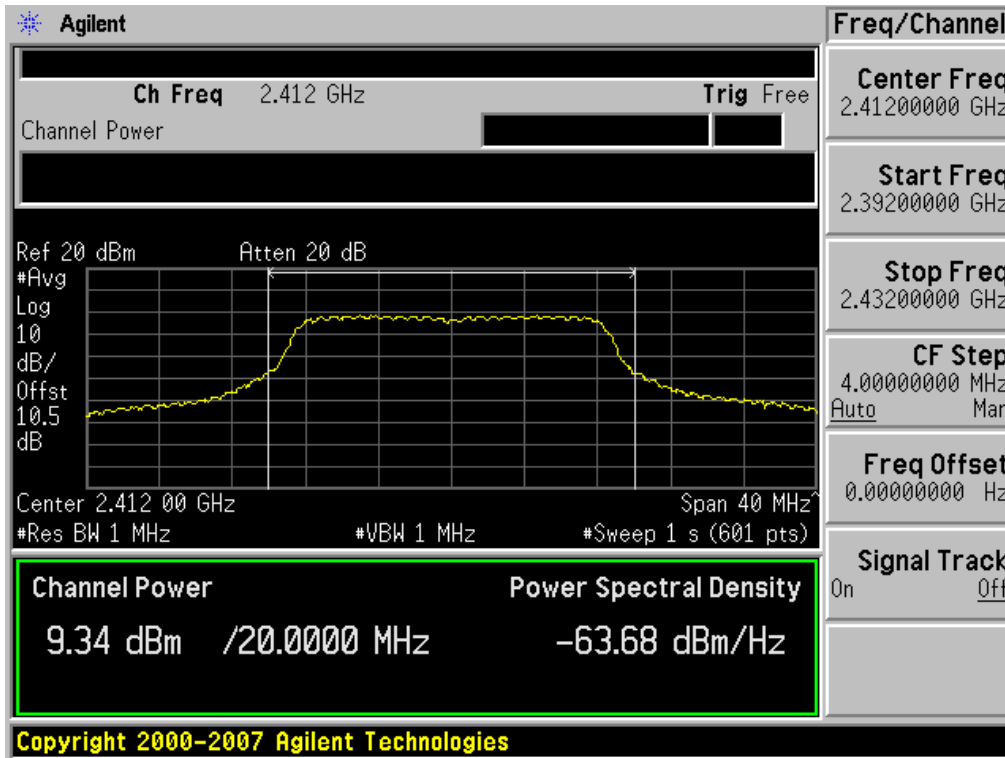 Agilent
Freq/Channel
Ch Freq 2.412 GHz Trig Free
Channel Power
Center Freq
2.41200000 GHz
Start Freq
2.39200000 GHz
Stop Freq
2.43200000 GHz
CF Step
4.00000000 MHz
Auto Man
Freq Offset
0.00000000 Hz
Signal Track
On Off
Ref 20 dBm Atten 20 dB
#Avg
Log
10
dB/
Offst
10.5
dB
Center 2.412 00 GHz Span 40 MHz^
#Res BW 1 MHz #VBW 1 MHz #Sweep 1 s (601 pts)
Channel Power Power Spectral Density
9.34 dBm /20.0000 MHz -63.68 dBm/Hz
Copyright 2000-2007 Agilent Technologies